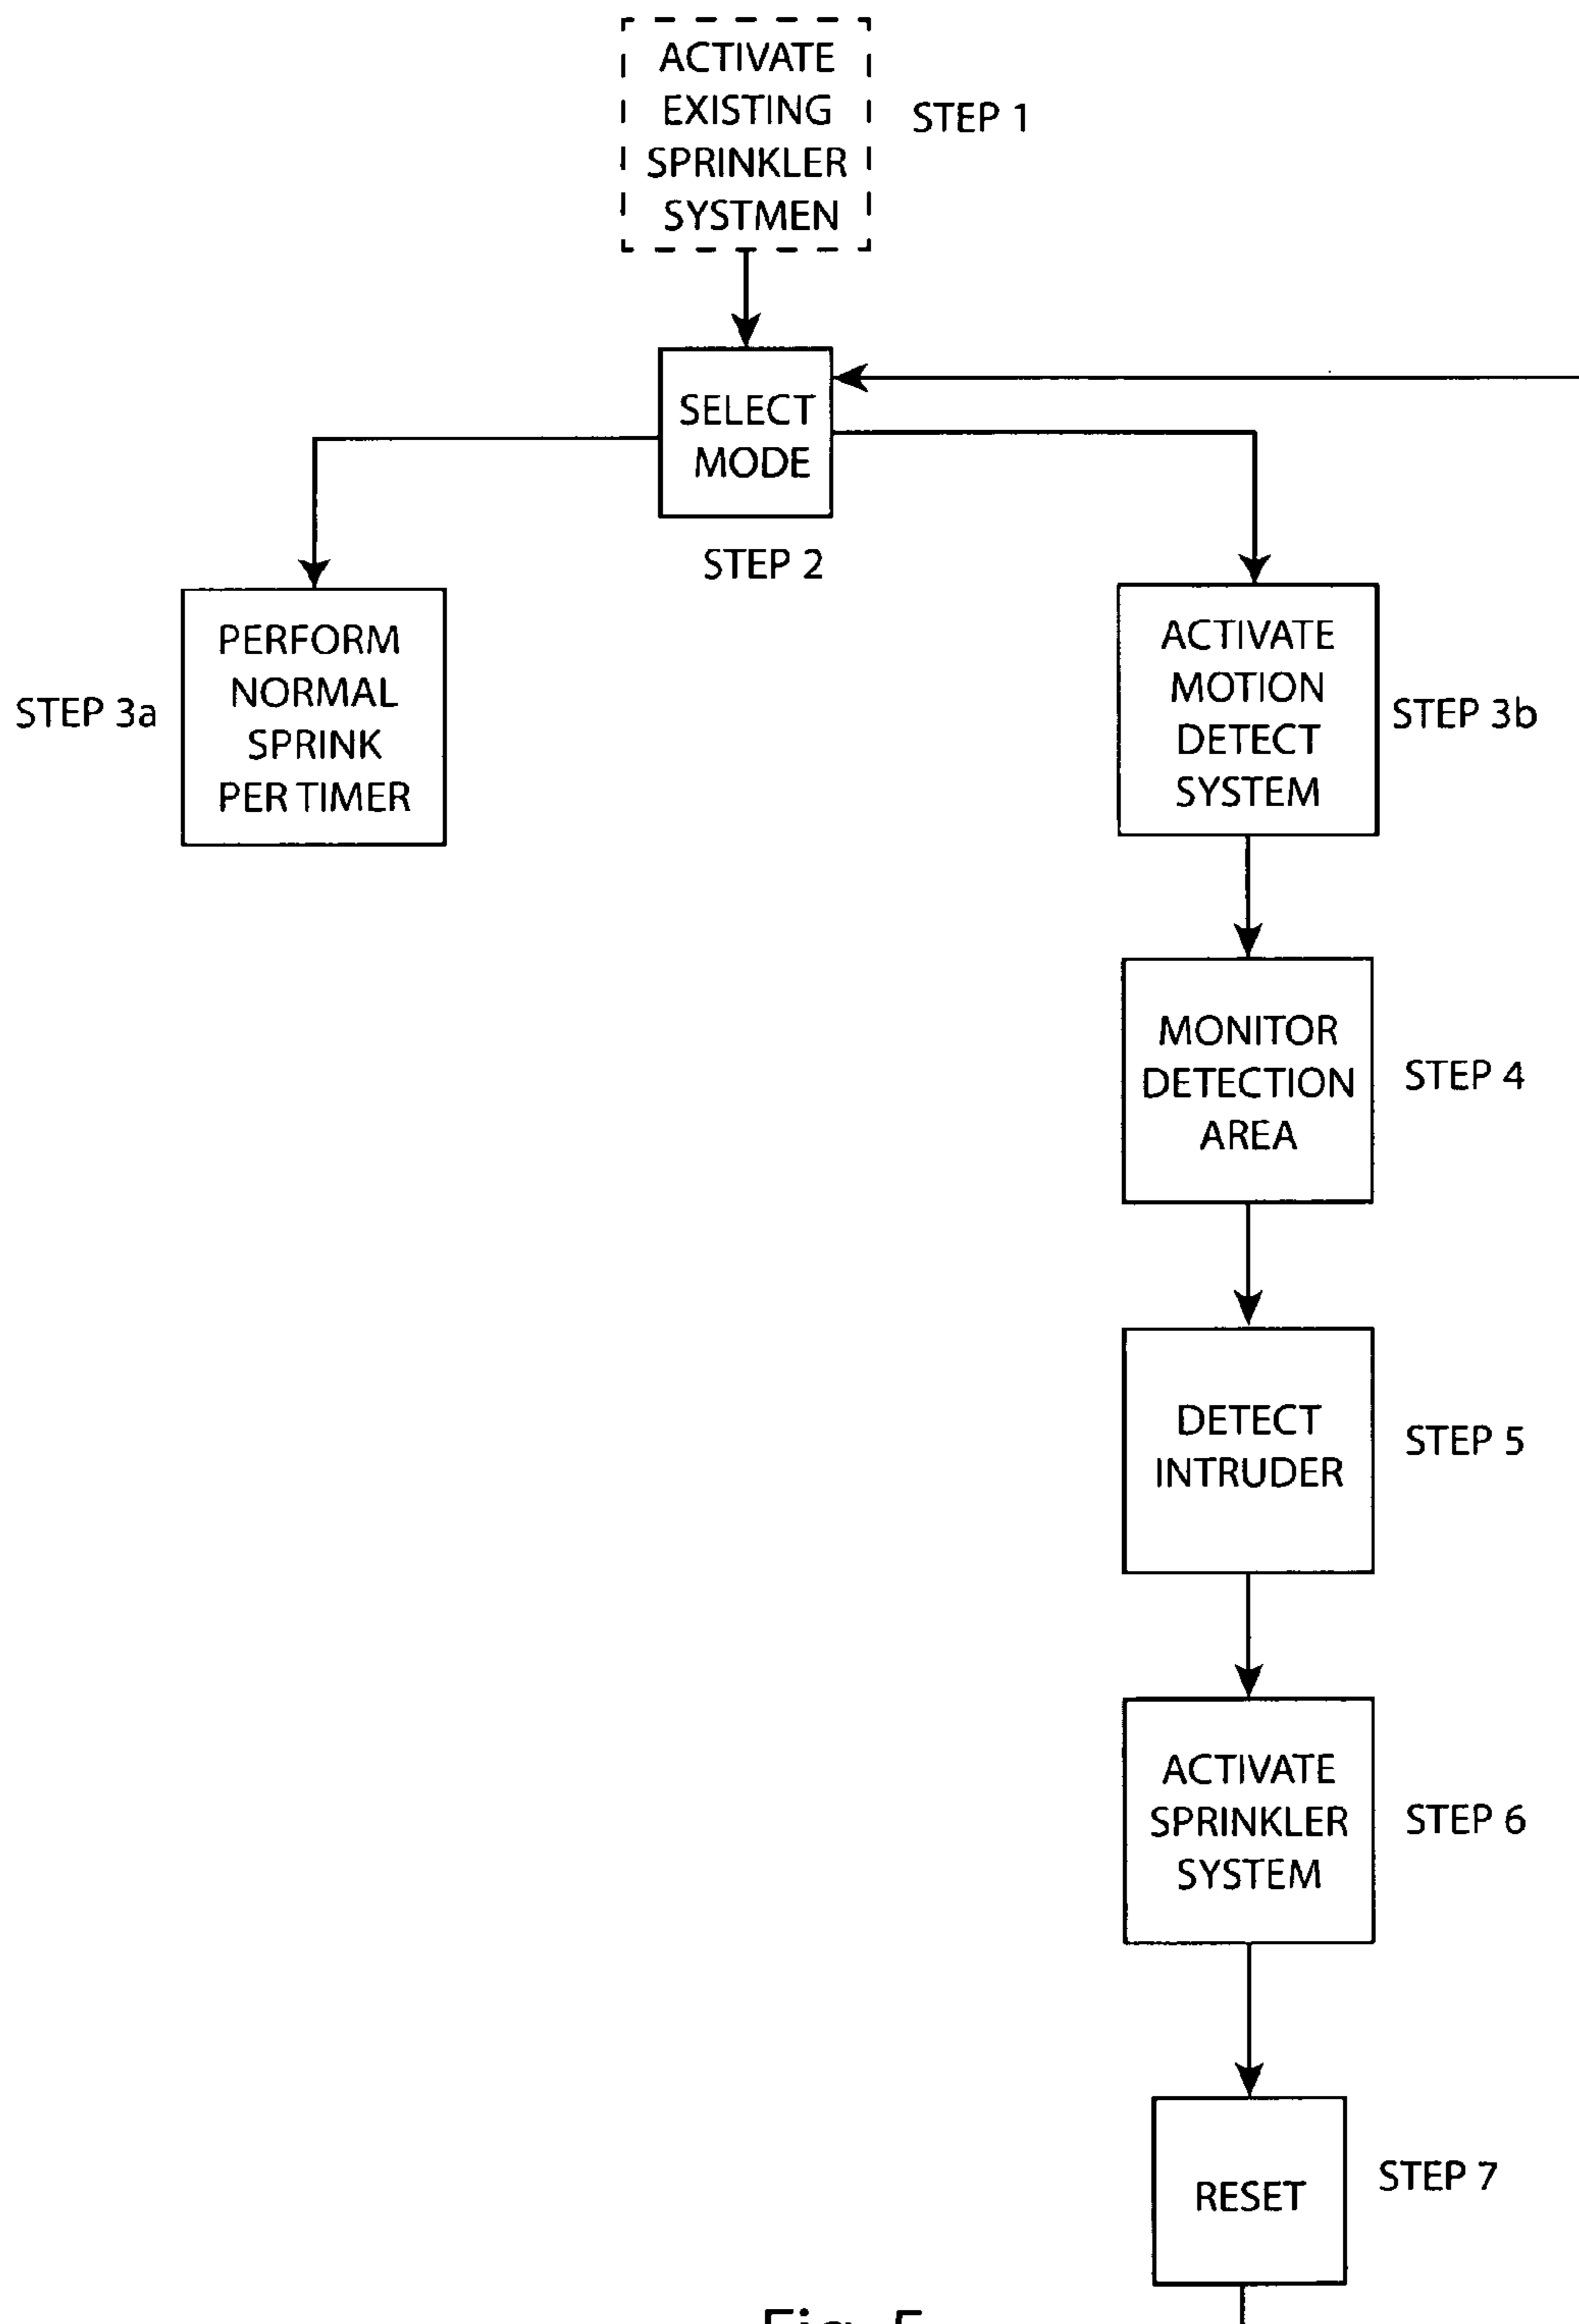 ACTIVATE
EXISTING
SPRINKLER
SYSTMEN
STEP 1
SELECT
MODE
STEP 2
STEP 3a
PERFORM
NORMAL
SPRINK
PER TIMER
ACTIVATE
MOTION
DETECT
SYSTEM
STEP 3b
MONITOR
DETECTION
AREA
STEP 4
DETECT
INTRUDER
STEP 5
ACTIVATE
SPRINKLER
SYSTEM
STEP 6
RESET
STEP 7
Fig. 5